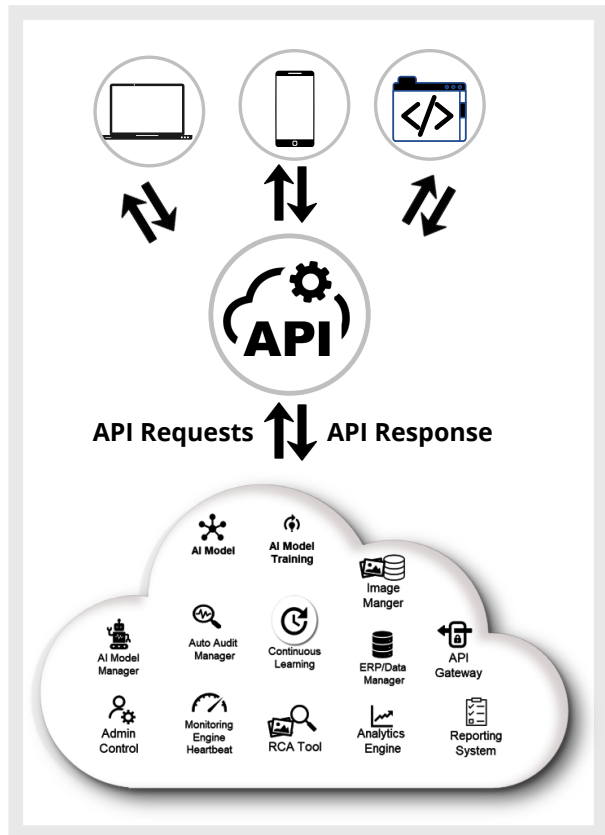 </>
API
API Requests
API Response
AI Model
AI Model
Training
Image
Manger
AI Model
Manager
Auto Audit
Manager
Continuous
Learning
ERP/Data
Manager
API
Gateway
Admin
Control
Monitoring
Engine
Heartbeat
RCA Tool
Analytics
Engine
Reporting
System